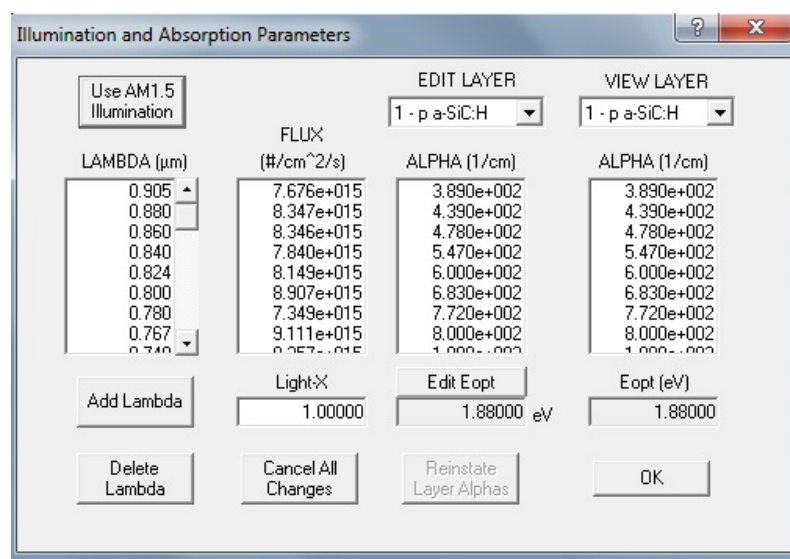 Illumination and Absorption Parameters
?
X
Use AM1.5
Illumination
EDIT LAYER
VIEW LAYER
1 - p a-SiC:H
1 - p a-SiC:H
FLUX
LAMBDA (µm)
(#/cm^2/s)
ALPHA (1/cm)
ALPHA (1/cm)
0.905 7.676e+015 3.890e+002 3.890e+002
0.880 8.347e+015 4.390e+002 4.390e+002
0.860 8.346e+015 4.780e+002 4.780e+002
0.840 7.840e+015 5.470e+002 5.470e+002
0.824 8.149e+015 6.000e+002 6.000e+002
0.800 8.907e+015 6.830e+002 6.830e+002
0.780 7.349e+015 7.720e+002 7.720e+002
0.767 9.111e+015 8.000e+002 8.000e+002
Add Lambda
Light-X
Edit Eopt
Eopt (eV)
1.00000
1.88000 eV
1.88000
Delete
Lambda
Cancel All
Changes
Reinstate
Layer Alphas
OK